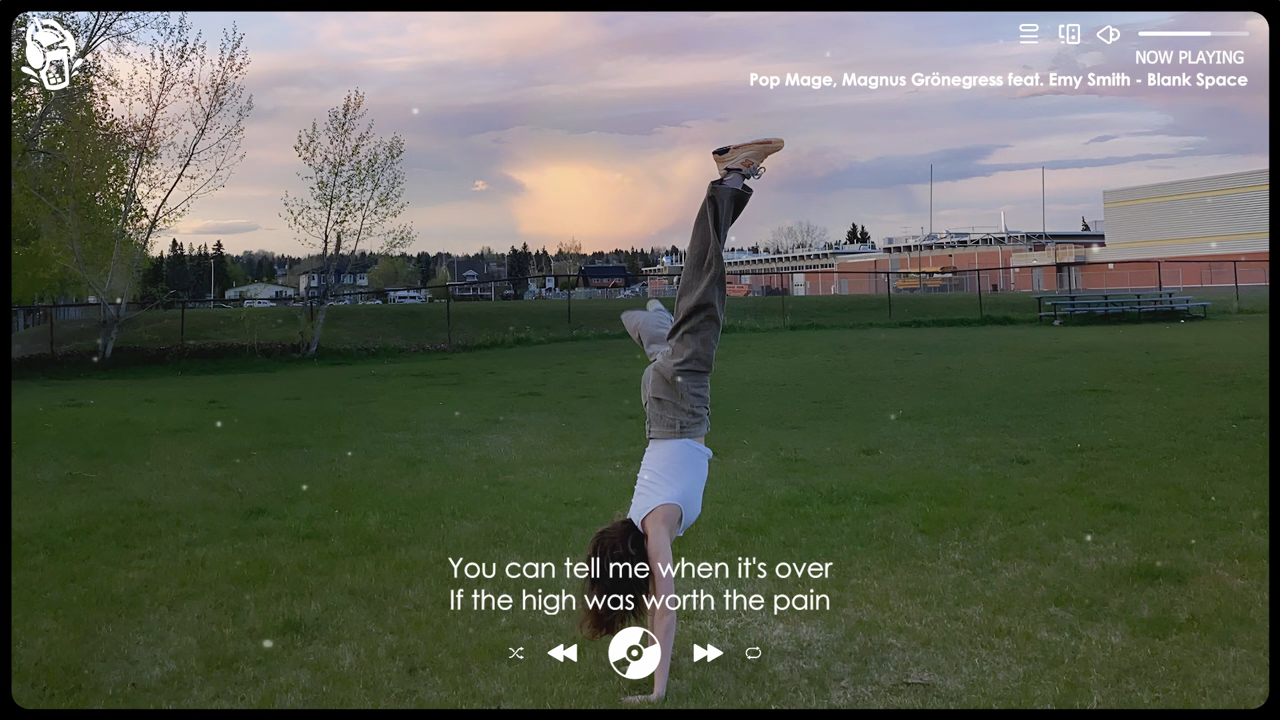 NOW PLAYING
Pop Mage, Magnus Grönegress feat. Emy Smith - Blank Space
You can tell me when it's over
If the high was worth the pain